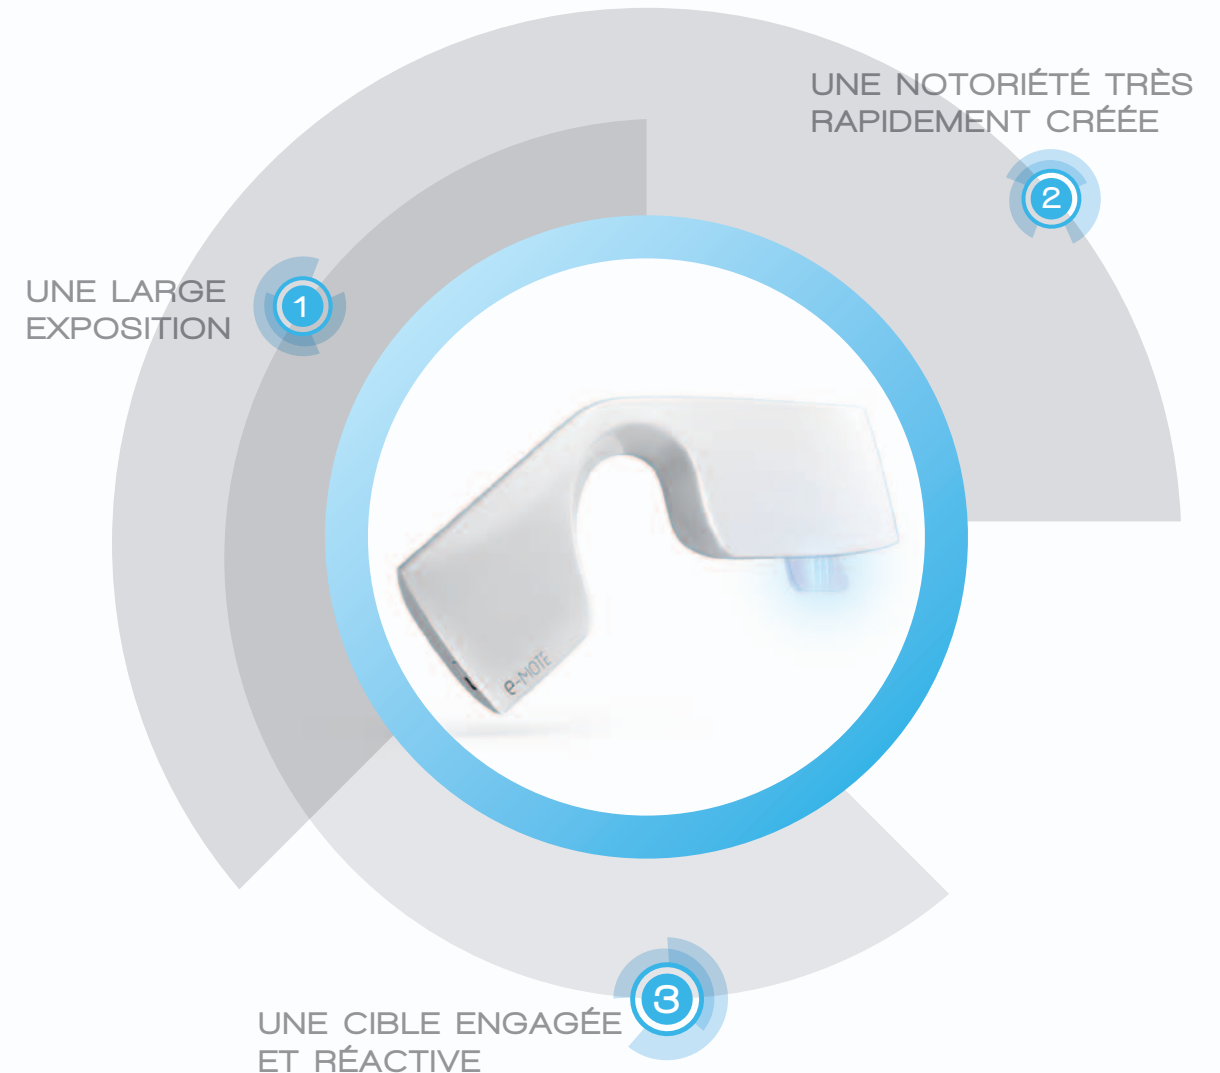 UNE NOTORIÉTÉ TRÈS
RAPIDEMENT CRÉÉE
2
UNE LARGE
EXPOSITION
1
e-MOTE
3
UNE CIBLE ENGAGÉE
ET RÉACTIVE